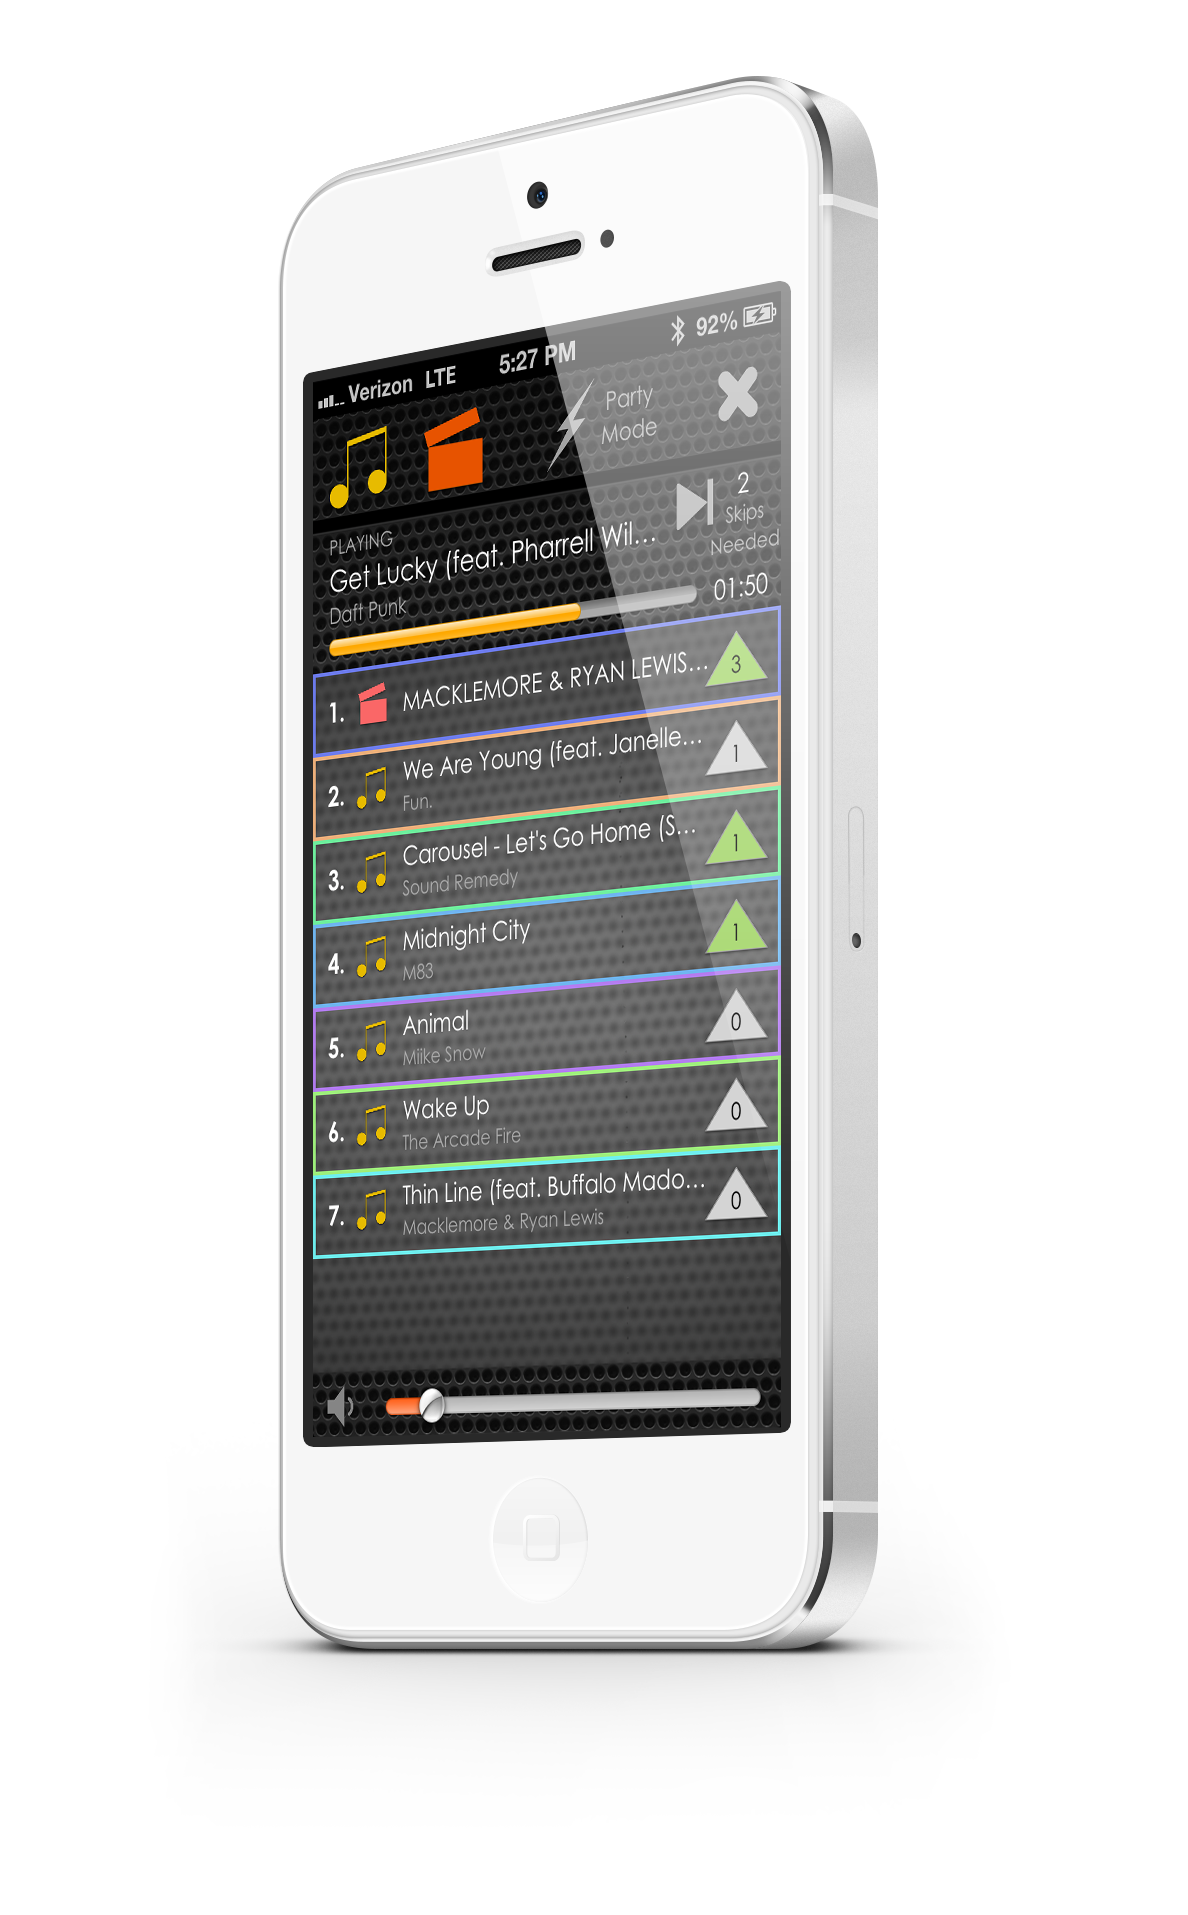 Verizon LTE 5:27 PM 92%
Party
Mode
PLAYING
Get Lucky (feat. Pharrell Wil...
Daft Punk
2
Skips
Needed
01:50
1. MACKLEMORE & RYAN LEWIS... 3
2. We Are Young (feat. Janelle... 1
Fun.
3. Carousel - Let's Go Home (S... 1
Sound Remedy
4. Midnight City 1
M83
5. Animal 0
Miike Snow
6. Wake Up 0
The Arcade Fire
7. Thin Line (feat. Buffalo Mado... 0
Macklemore & Ryan Lewis